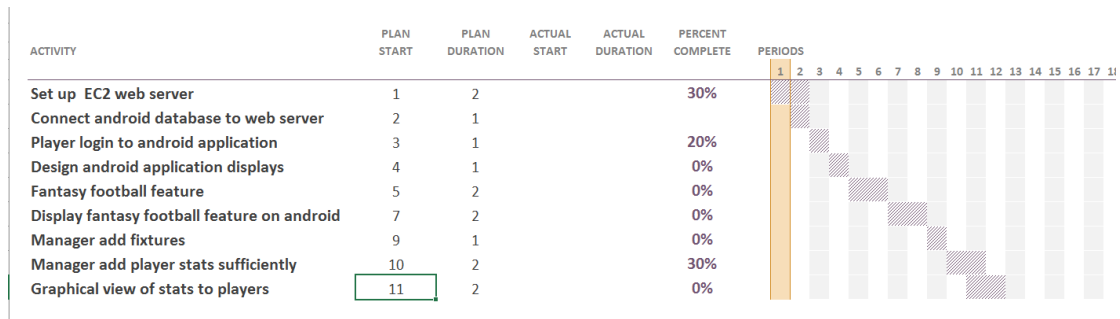 PLAN PLAN ACTUAL ACTUAL PERCENT
ACTIVITY START DURATION START DURATION COMPLETE PERIODS
1 2 3 4 5 6 7 8 9 10 11 12 13 14 15 16 17 18
Set up EC2 web server 1 2 30%
Connect android database to web server 2 1
Player login to android application 3 1 20%
Design android application displays 4 1 0%
Fantasy football feature 5 2 0%
Display fantasy football feature on android 7 2 0%
Manager add fixtures 9 1 0%
Manager add player stats sufficiently 10 2 30%
Graphical view of stats to players 11 2 0%